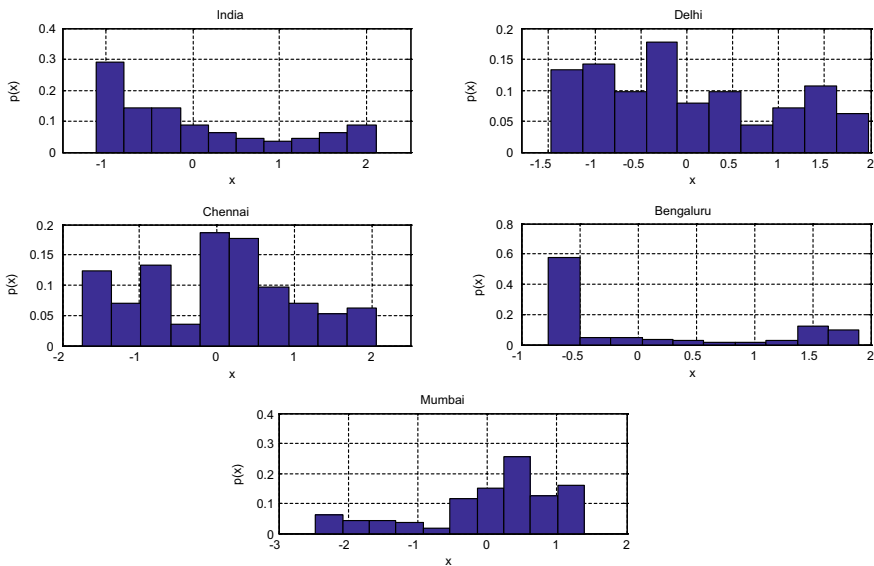 India
0.4
0.3
0.2
0.1
0
p(x)
-1 0 1 2
x
Delhi
0.2
0.15
0.1
0.05
0
p(x)
-1.5 -1 -0.5 0 0.5 1 1.5 2
x
Chennai
0.2
0.15
0.1
0.05
0
p(x)
-2 -1 0 1 2
x
Bengaluru
0.8
0.6
0.4
0.2
0
p(x)
-1 -0.5 0 0.5 1 1.5 2
x
Mumbai
0.4
0.3
0.2
0.1
0
p(x)
-3 -2 -1 0 1 2
x